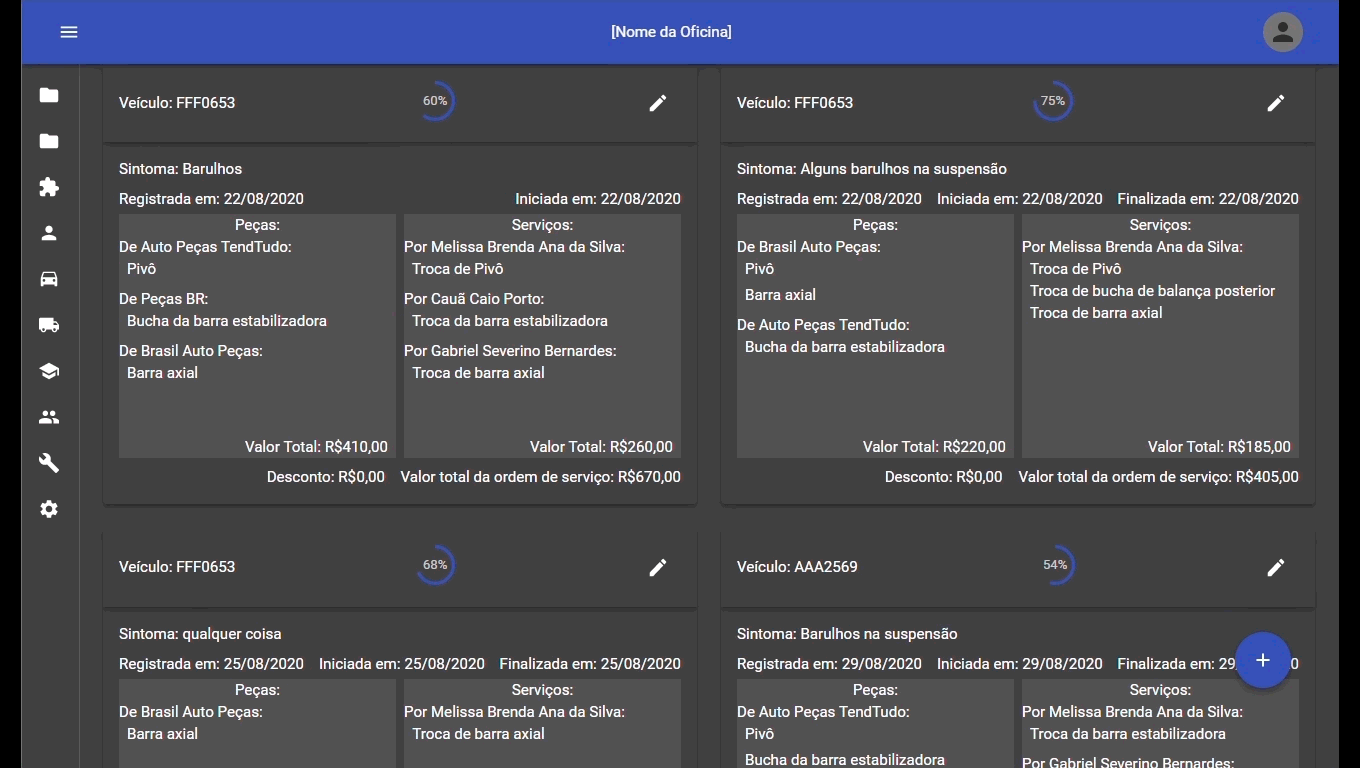 [Nome da Oficina]
Veículo: FFF0653
60%
Sintoma: Barulhos
Registrada em: 22/08/2020
Iniciada em: 22/08/2020
Peças:
De Auto Peças TendTudo:
Pivô
De Peças BR:
Bucha da barra estabilizadora
De Brasil Auto Peças:
Barra axial
Valor Total: R$410,00
Serviços:
Por Melissa Brenda Ana da Silva:
Troca de Pivô
Por Cauã Caio Porto:
Troca da barra estabilizadora
Por Gabriel Severino Bernardes:
Troca de barra axial
Valor Total: R$260,00
Desconto: R$0,00 Valor total da ordem de serviço: R$670,00
Veículo: FFF0653
75%
Sintoma: Alguns barulhos na suspensão
Registrada em: 22/08/2020 Iniciada em: 22/08/2020 Finalizada em: 22/08/2020
Peças:
De Brasil Auto Peças:
Pivô
Barra axial
De Auto Peças TendTudo:
Bucha da barra estabilizadora
Valor Total: R$220,00
Serviços:
Por Melissa Brenda Ana da Silva:
Troca de Pivô
Troca de bucha de balança posterior
Troca de barra axial
Valor Total: R$185,00
Desconto: R$0,00 Valor total da ordem de serviço: R$405,00
Veículo: FFF0653
68%
Sintoma: qualquer coisa
Registrada em: 25/08/2020 Iniciada em: 25/08/2020 Finalizada em: 25/08/2020
Peças:
De Brasil Auto Peças:
Barra axial
Serviços:
Por Melissa Brenda Ana da Silva:
Troca de barra axial
Veículo: AAA2569
54%
Sintoma: Barulhos na suspensão
Registrada em: 29/08/2020 Iniciada em: 29/08/2020 Finalizada em: 29
Peças:
De Auto Peças TendTudo:
Pivô
Bucha da barra estabilizadora
Serviços:
Por Melissa Brenda Ana da Silva:
Troca da barra estabilizadora
Por Gabriel Severino Bernardes: